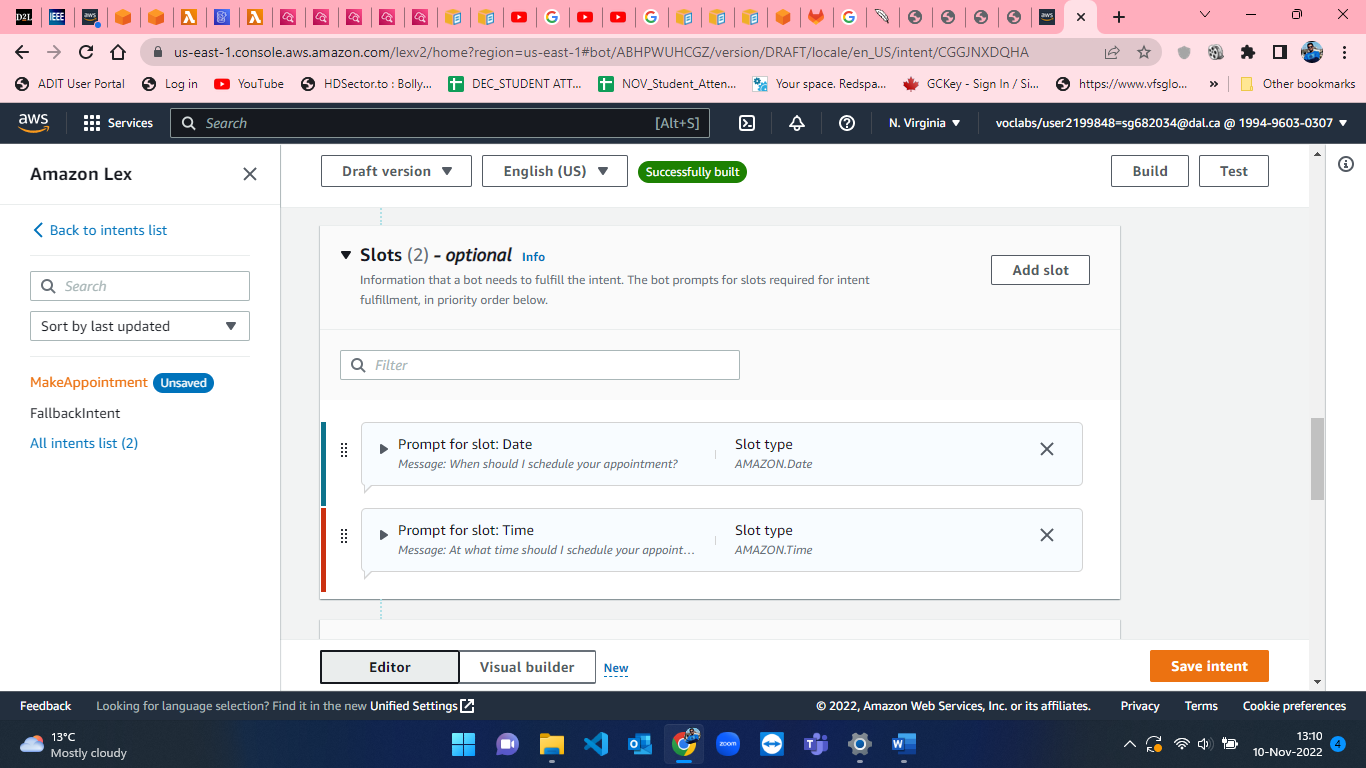 D2L
IEEE
aws
us-east-1.console.aws.amazon.com/lexv2/home?region=us-east-1#bot/ABHPWUHCGZ/version/DRAFT/locale/en_US/intent/CGGJNXDQHA
ADIT User Portal
Log in
YouTube
HDSector.to : Bolly...
DEC_STUDENT ATT...
NOV_Student_Atten...
Your space. Redspa...
GCKey - Sign In / Si...
https://www.vfsglo...
»
Other bookmarks
aws
Services
Search
[Alt+S]
N. Virginia
voclabs/user2199848=sg682034@dal.ca @ 1994-9603-0307
Amazon Lex
Draft version
English (US)
Successfully built
Build
Test
Back to intents list
Search
Sort by last updated
MakeAppointment
Unsaved
FallbackIntent
All intents list (2)
Slots (2) - optional
Info
Information that a bot needs to fulfill the intent. The bot prompts for slots required for intent
fulfillment, in priority order below.
Add slot
Filter
Prompt for slot: Date
Message: When should I schedule your appointment?
Slot type
AMAZON.Date
Prompt for slot: Time
Message: At what time should I schedule your appoint...
Slot type
AMAZON.Time
Editor
Visual builder
New
Save intent
Feedback
Looking for language selection? Find it in the new Unified Settings
© 2022, Amazon Web Services, Inc. or its affiliates.
Privacy
Terms
Cookie preferences
13°C
Mostly cloudy
zoom
13:10
10-Nov-2022
4